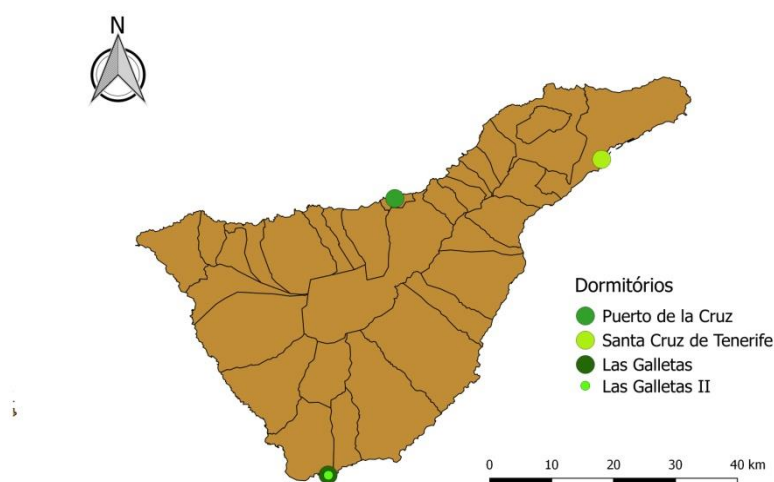 N
Dormitórios
Puerto de la Cruz
Santa Cruz de Tenerife
Las Galletas
Las Galletas II
0 10 20 30 40 km